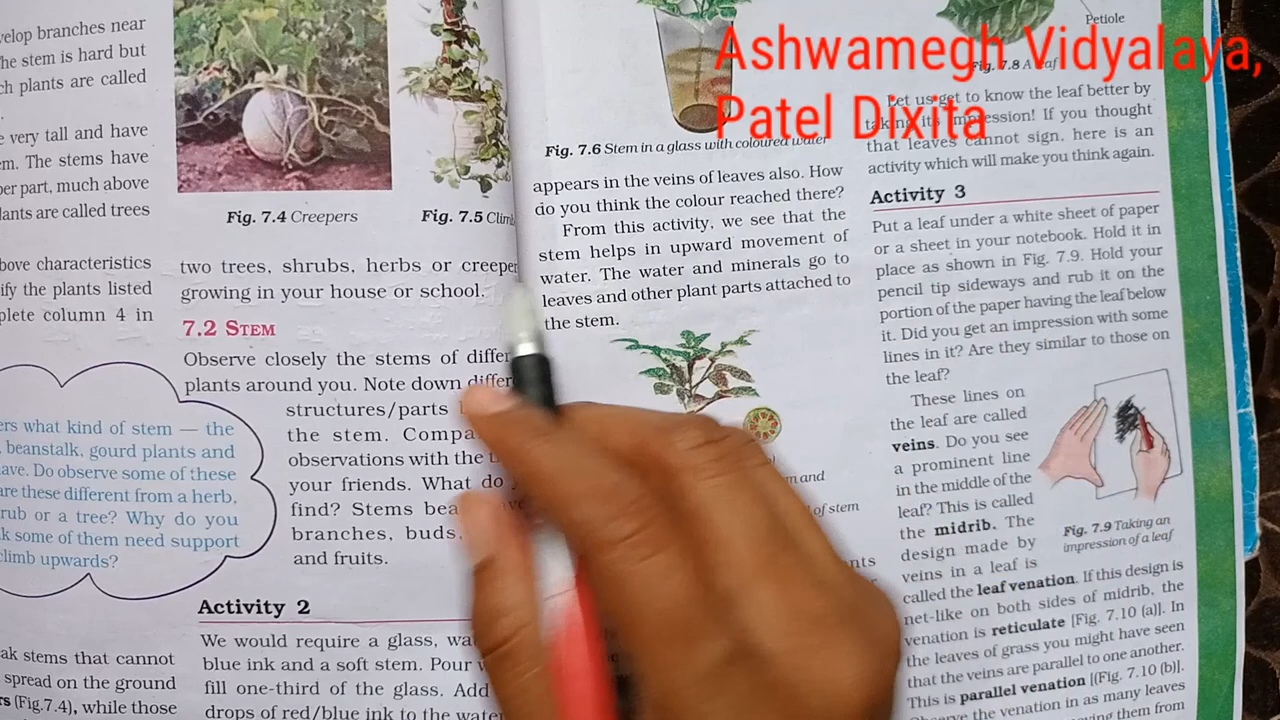 velop branches near
he stem is hard but
ch plants are called
e very tall and have
em. The stems have
per part, much above
lants are called trees
bove characteristics
ify the plants listed
plete column 4 in
ers what kind of stem — the
, beanstalk, gourd plants and
ave. Do observe some of these
are these different from a herb,
rub or a tree? Why do you
k some of them need support
climb upwards?
ak stems that cannot
spread on the ground
rs (Fig.7.4), while those
Fig. 7.4 Creepers
Fig. 7.5 Climb
two trees, shrubs, herbs or creeper
growing in your house or school.
7.2 STEM
Observe closely the stems of differ
plants around you. Note down differ
structures/parts
the stem. Compa
observations with the
your friends. What do
find? Stems bea
branches, buds,
and fruits.
Activity 2
We would require a glass, wa
blue ink and a soft stem. Pour
fill one-third of the glass. Add
drops of red/blue ink to the water
Fig. 7.6 Stem in a glass with coloured water
appears in the veins of leaves also. How
do you think the colour reached there?
From this activity, we see that the
stem helps in upward movement of
water. The water and minerals go to
leaves and other plant parts attached to
the stem.
m and
of stem
nts
Petiole
Ashwamegh Vidyalaya,
Patel Dixita
Fig. 7.8 A leaf
Let us get to know the leaf better by
taking its impression! If you thought
that leaves cannot sign, here is an
activity which will make you think again.
Activity 3
Put a leaf under a white sheet of paper
or a sheet in your notebook. Hold it in
place as shown in Fig. 7.9. Hold your
pencil tip sideways and rub it on the
portion of the paper having the leaf below
it. Did you get an impression with some
lines in it? Are they similar to those on
the leaf?
These lines on
the leaf are called
veins. Do you see
a prominent line
in the middle of the
leaf? This is called
the midrib. The
design made by
veins in a leaf is
Fig. 7.9 Taking an
impression of a leaf
called the leaf venation. If this design is
net-like on both sides of midrib, the
venation is reticulate [Fig. 7.10 (a)]. In
the leaves of grass you might have seen
that the veins are parallel to one another.
This is parallel venation [(Fig. 7.10 (b)].
Observe the venation in as many leaves
them from